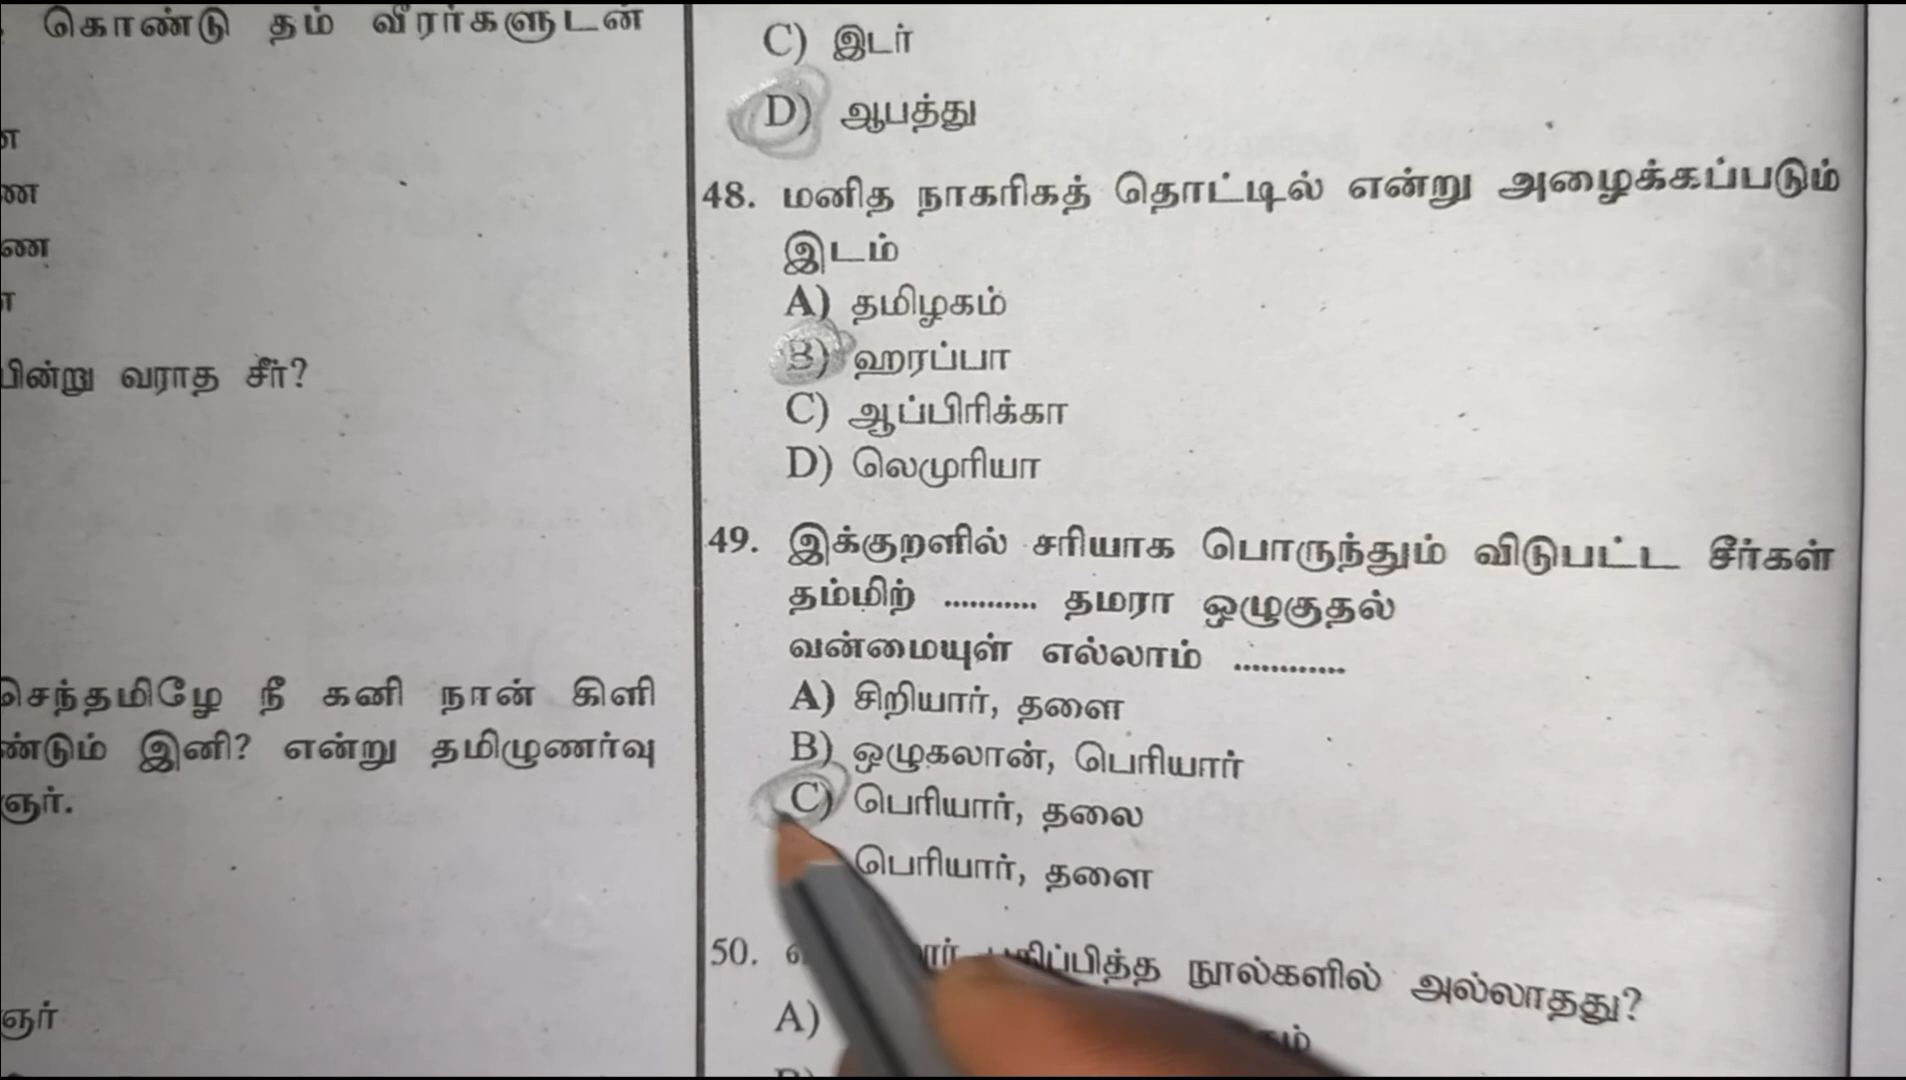 கொண்டு தம் வீரர்களுடன்
ண
பின்று வராத சீர்?
செந்தமிழே நீ கனி நான் கிளி
ண்டும் இனி? என்று தமிழுணர்வு
ஞர்.
ஞர்
C) இடர்
D) ஆபத்து
48. மனித நாகரிகத் தொட்டில் என்று அழைக்கப்படும்
இடம்
A) தமிழகம்
B) ஹரப்பா
C) ஆப்பிரிக்கா
D) லெமுரியா
49. இக்குறளில் சரியாக பொருந்தும் விடுபட்ட சீர்கள்
தம்மிற் ........... தமரா ஒழுகுதல்
வன்மையுள் எல்லாம் ............
A) சிறியார், தளை
B) ஒழுகலான், பெரியார்
C) பெரியார், தலை
பெரியார், தளை
50. நூல்களில் அல்லாதது?
A)